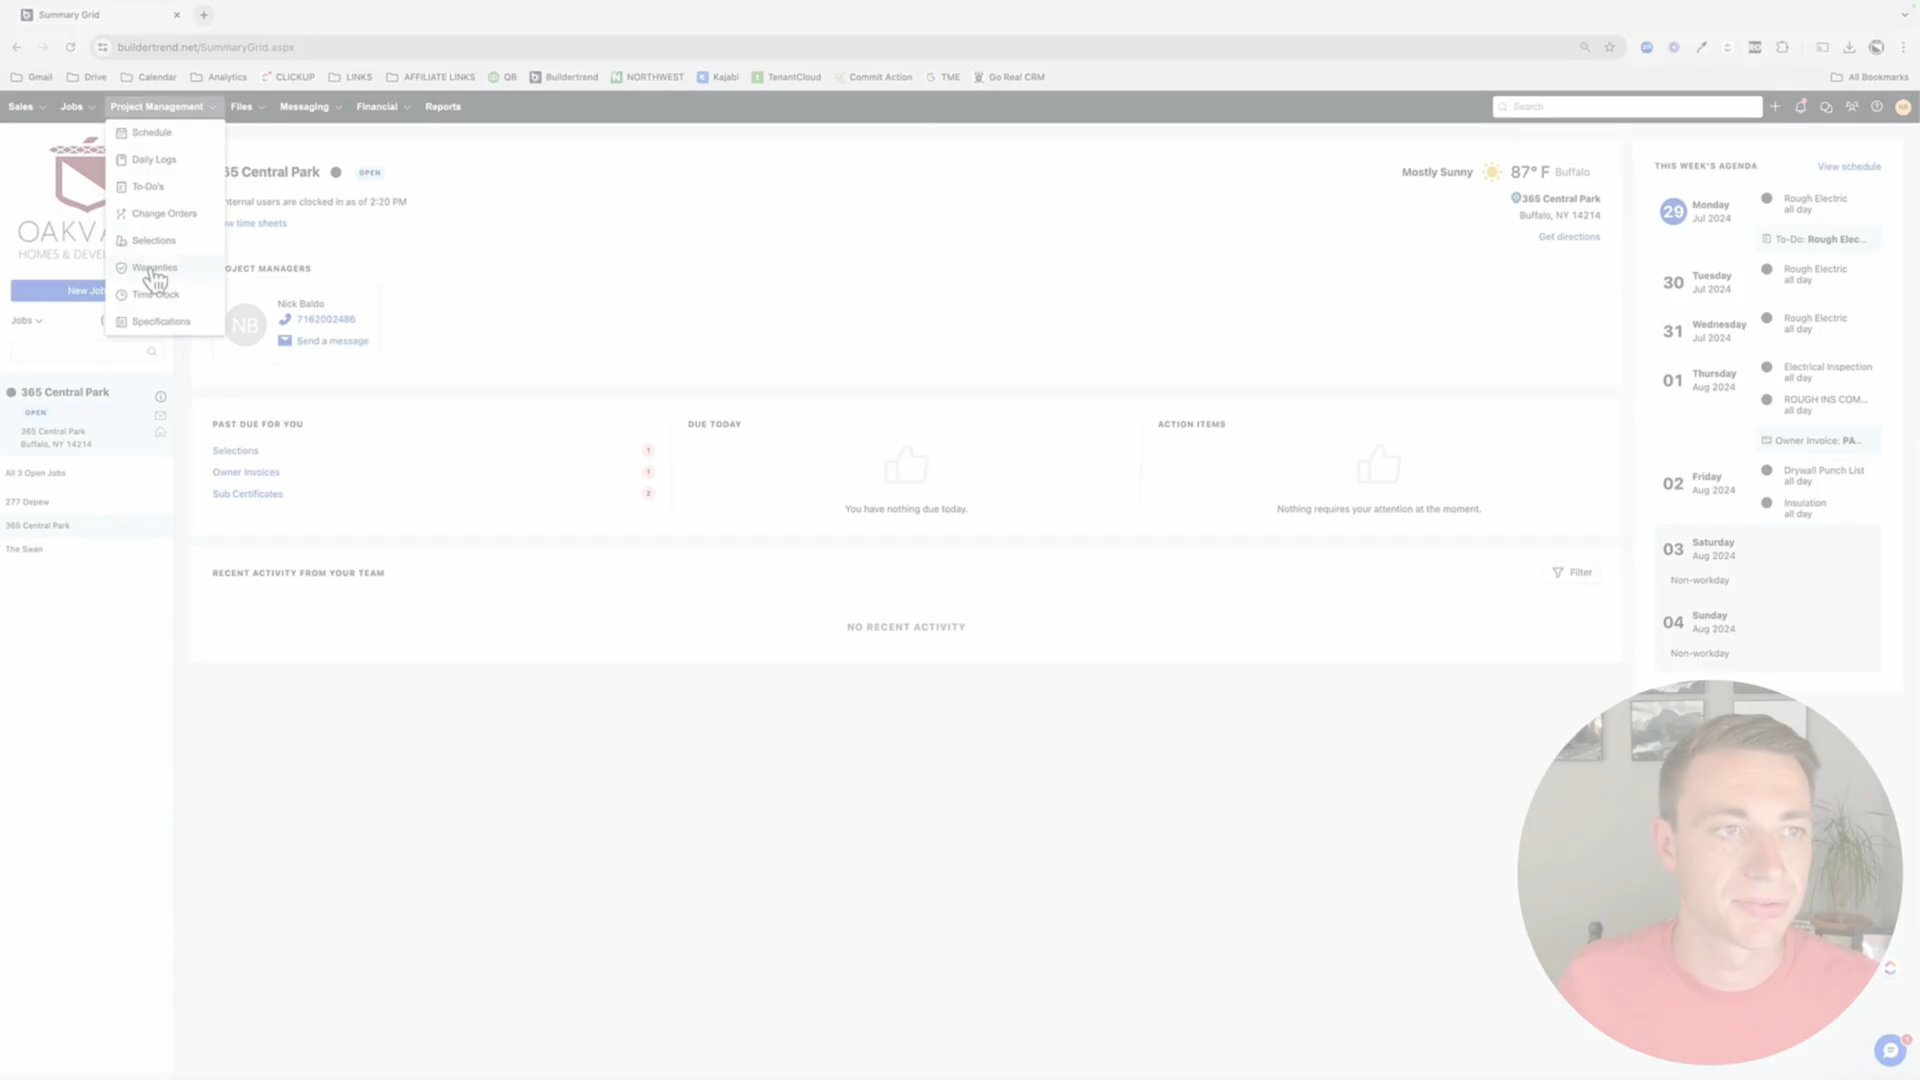 Summary Grid
builldertrend.net/SummaryGrid.aspx
Gmail Drive Calendar Analytics CLICKUP LINKS AFFILIATE LINKS QB Buildertrend NORTHWEST Kajabi TenantCloud Commit Action TME Go Real CRM All Bookmarks
Sales Jobs Project Management Files Messaging Financial Reports Search
Schedule
Daily Logs
To-Do's
Change Orders
Selections
Warranties
Time Clock
Specifications
OAKV
HOMES & DEVE
New Job
Jobs
365 Central Park
OPEN
365 Central Park
Buffalo, NY 14214
All 3 Open Jobs
277 Depew
365 Central Park
The Swan
65 Central Park OPEN
nternal users are clocked in as of 2:20 PM
w time sheets
OJECT MANAGERS
NB
Nick Baldo
7162002486
Send a message
Mostly Sunny 87° F Buffalo
365 Central Park
Buffalo, NY 14214
Get directions
PAST DUE FOR YOU
Selections 1
Owner Invoices 1
Sub Certificates 2
DUE TODAY
You have nothing due today.
ACTION ITEMS
Nothing requires your attention at the moment.
RECENT ACTIVITY FROM YOUR TEAM
Filter
NO RECENT ACTIVITY
THIS WEEK'S AGENDA View schedule
29 Monday
Jul 2024
Rough Electric
all day
To-Do: Rough Elec...
30 Tuesday
Jul 2024
Rough Electric
all day
31 Wednesday
Jul 2024
Rough Electric
all day
01 Thursday
Aug 2024
Electrical Inspection
all day
ROUGH INS COM...
all day
Owner Invoice: PA...
02 Friday
Aug 2024
Drywall Punch List
all day
Insulation
all day
03 Saturday
Aug 2024
Non-workday
04 Sunday
Aug 2024
Non-workday